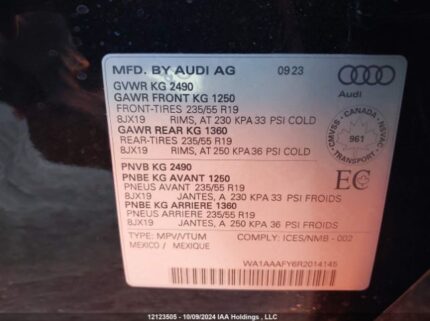 MFD. BY AUDI AG 09 23
Audi
GVWR KG 2490
GAWR FRONT KG 1250
FRONT-TIRES 235/55 R19
8JX19 RIMS, AT 230 KPA 33 PSI COLD
GAWR REAR KG 1360
REAR-TIRES 235/55 R19
8JX19 RIMS, AT 250 KPA 36 PSI COLD
CMVSS - CANADA - NSVAC
961
TRANSPORT
PNVB KG 2490
PNBE KG AVANT 1250
PNEUS AVANT 235/55 R19
8JX19 JANTES, A 230 KPA 33 PSI FROIDS
PNBE KG ARRIERE 1360
PNEUS ARRIERE 235/55 R19
8JX19 JANTES, A 250 KPA 36 PSI FROIDS
EC
TYPE: MPV/VTUM COMPLY: ICES/NMB - 002
MEXICO / MEXIQUE
WA1AAAFY6R2014145
12123505 - 10/09/2024 IAA Holdings, LLC